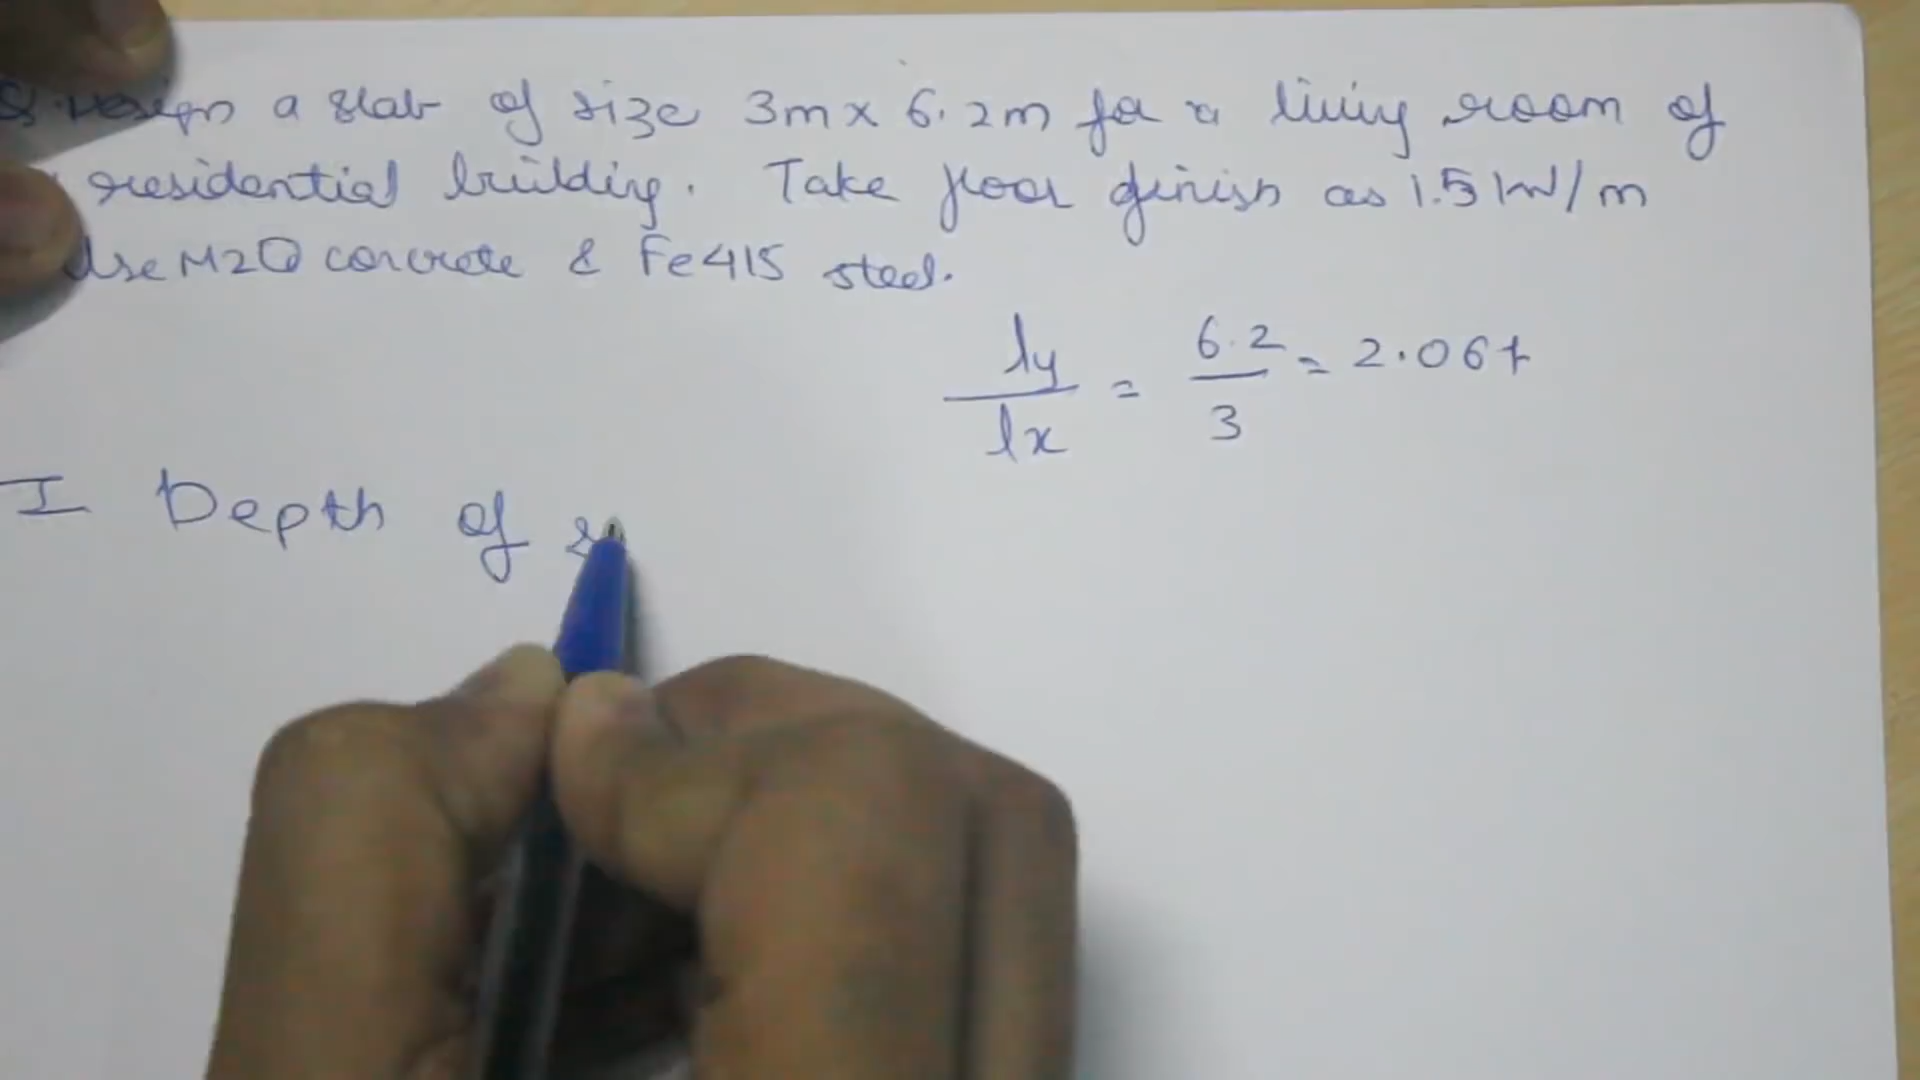 Design a slab of size 3m x 6.2m for a living room of
residential building. Take floor finish as 1.5 kN/m
Use M20 concrete & Fe415 steel.
ly/lx = 6.2/3 = 2.067
I Depth of s